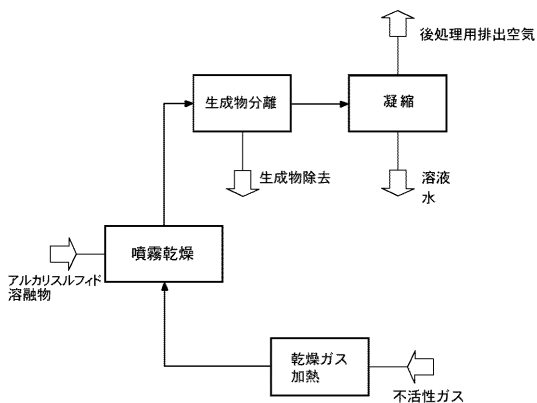 後処理用排出空気
生成物分離
凝縮
生成物除去
溶液
水
噴霧乾燥
アルカリスルフィド
溶融物
乾燥ガス
加熱
不活性ガス